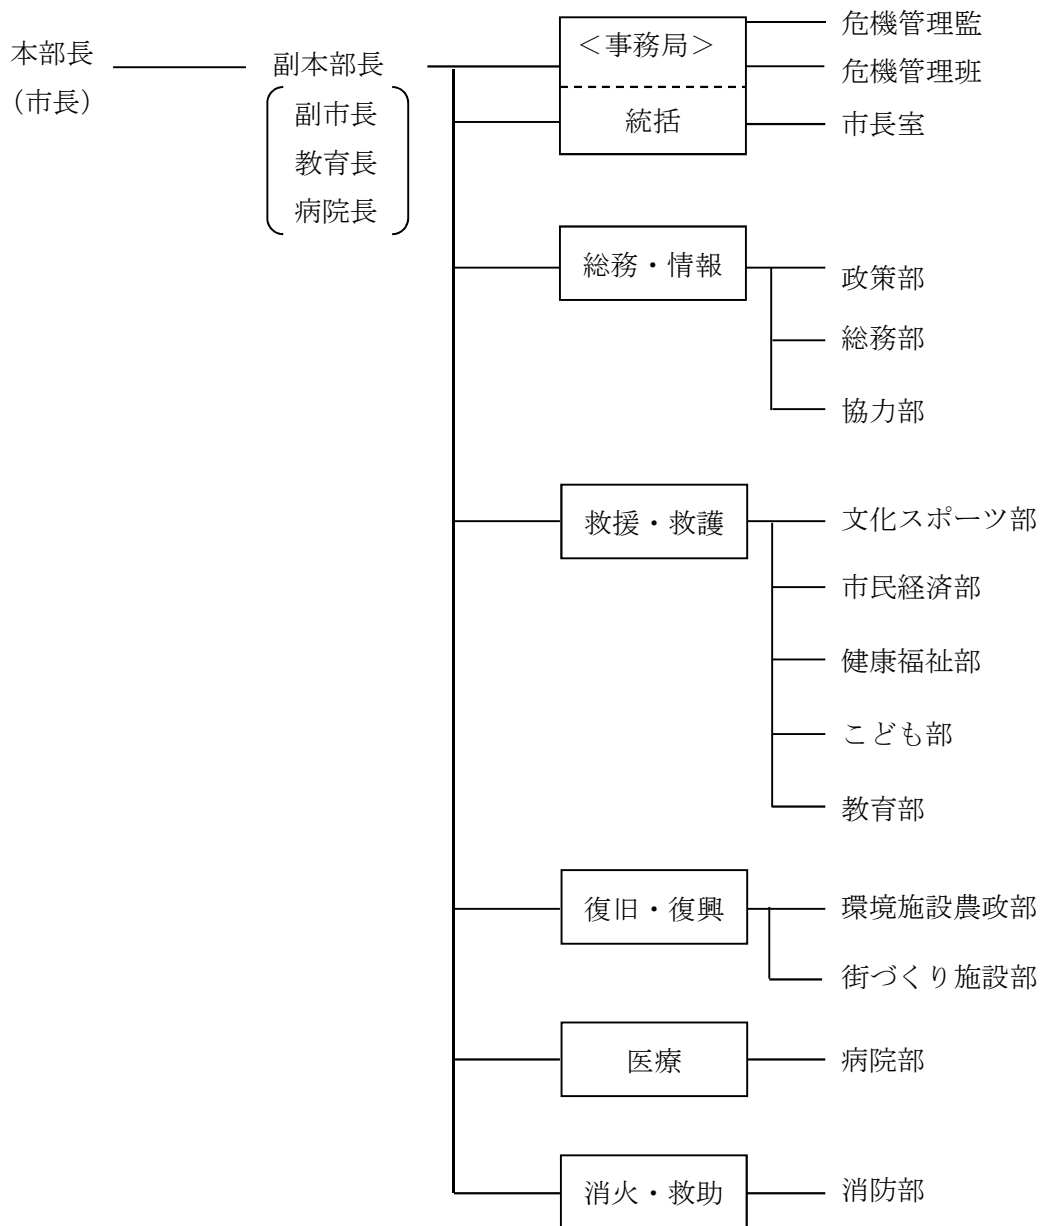 本部長
（市長）
副本部長
副市長
教育長
病院長
＜事務局＞
統括
危機管理監
危機管理班
市長室
総務・情報
政策部
総務部
協力部
救援・救護
文化スポーツ部
市民経済部
健康福祉部
こども部
教育部
復旧・復興
環境施設農政部
街づくり施設部
医療
病院部
消火・救助
消防部